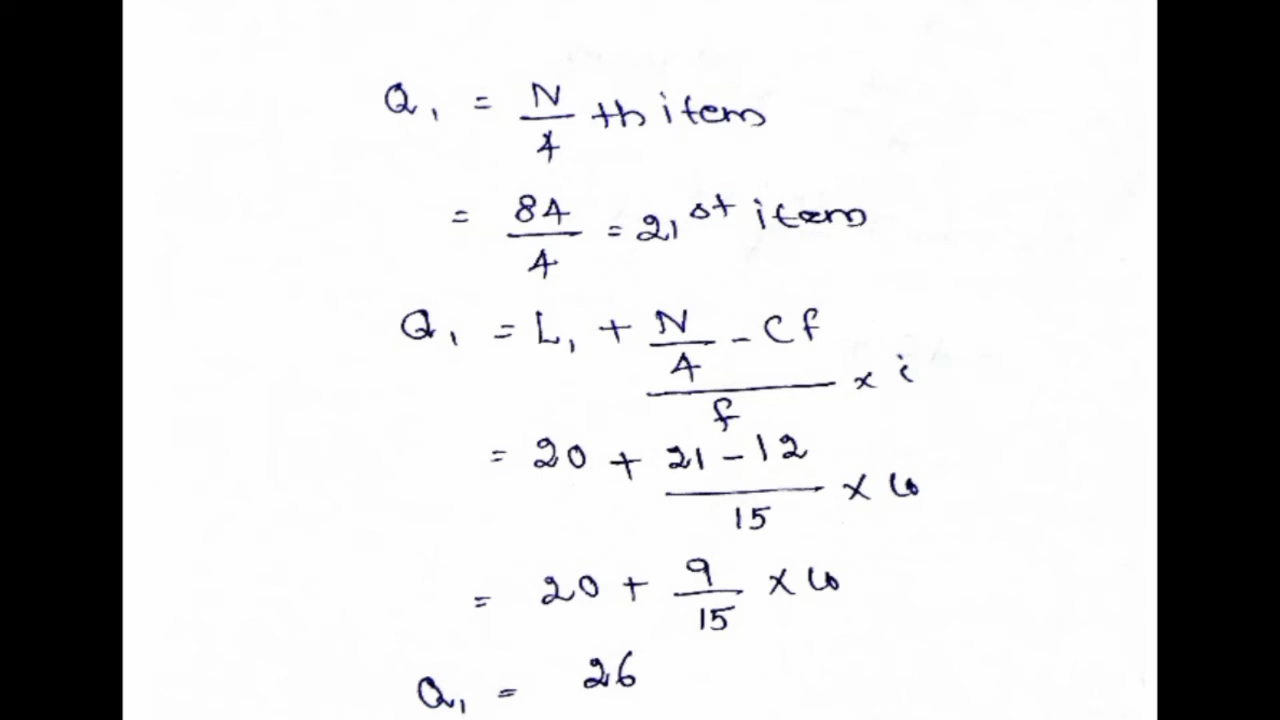 Q₁ = N/4 th item
= 84/4 = 21st item
Q₁ = L₁ + (N/4 - Cf)/f × i
= 20 + (21 - 12)/15 × 10
= 20 + 9/15 × 10
Q₁ = 26